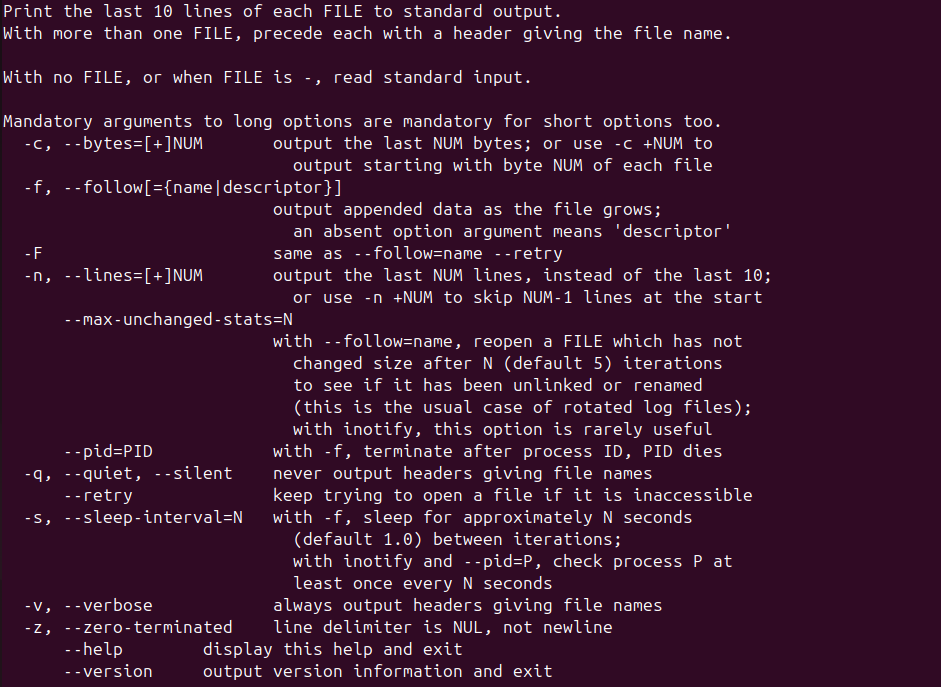 Print the last 10 lines of each FILE to standard output.
With more than one FILE, precede each with a header giving the file name.

With no FILE, or when FILE is -, read standard input.

Mandatory arguments to long options are mandatory for short options too.
  -c, --bytes=[+]NUM       output the last NUM bytes; or use -c +NUM to
                             output starting with byte NUM of each file
  -f, --follow[={name|descriptor}]
                           output appended data as the file grows;
                             an absent option argument means 'descriptor'
  -F                       same as --follow=name --retry
  -n, --lines=[+]NUM       output the last NUM lines, instead of the last 10;
                             or use -n +NUM to skip NUM-1 lines at the start
      --max-unchanged-stats=N
                           with --follow=name, reopen a FILE which has not
                             changed size after N (default 5) iterations
                             to see if it has been unlinked or renamed
                             (this is the usual case of rotated log files);
                             with inotify, this option is rarely useful
      --pid=PID            with -f, terminate after process ID, PID dies
  -q, --quiet, --silent    never output headers giving file names
      --retry              keep trying to open a file if it is inaccessible
  -s, --sleep-interval=N   with -f, sleep for approximately N seconds
                             (default 1.0) between iterations;
                             with inotify and --pid=P, check process P at
                             least once every N seconds
  -v, --verbose            always output headers giving file names
  -z, --zero-terminated    line delimiter is NUL, not newline
      --help        display this help and exit
      --version     output version information and exit